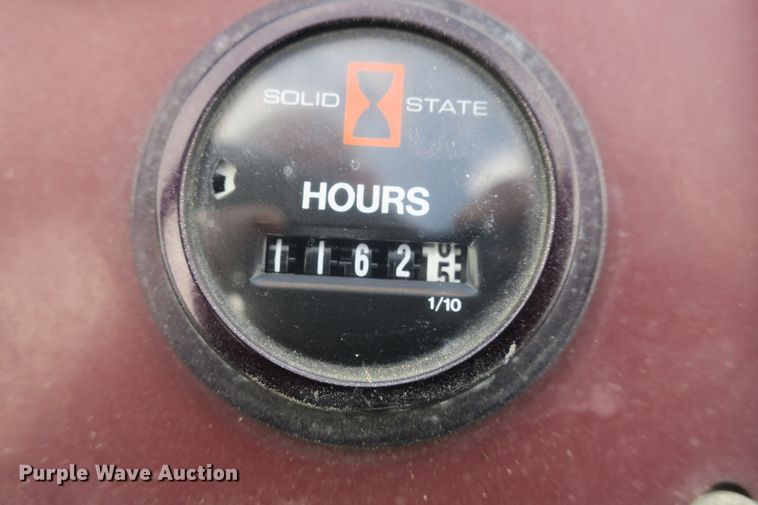 SOLID STATE
HOURS
1162
1/10
Purple Wave Auction